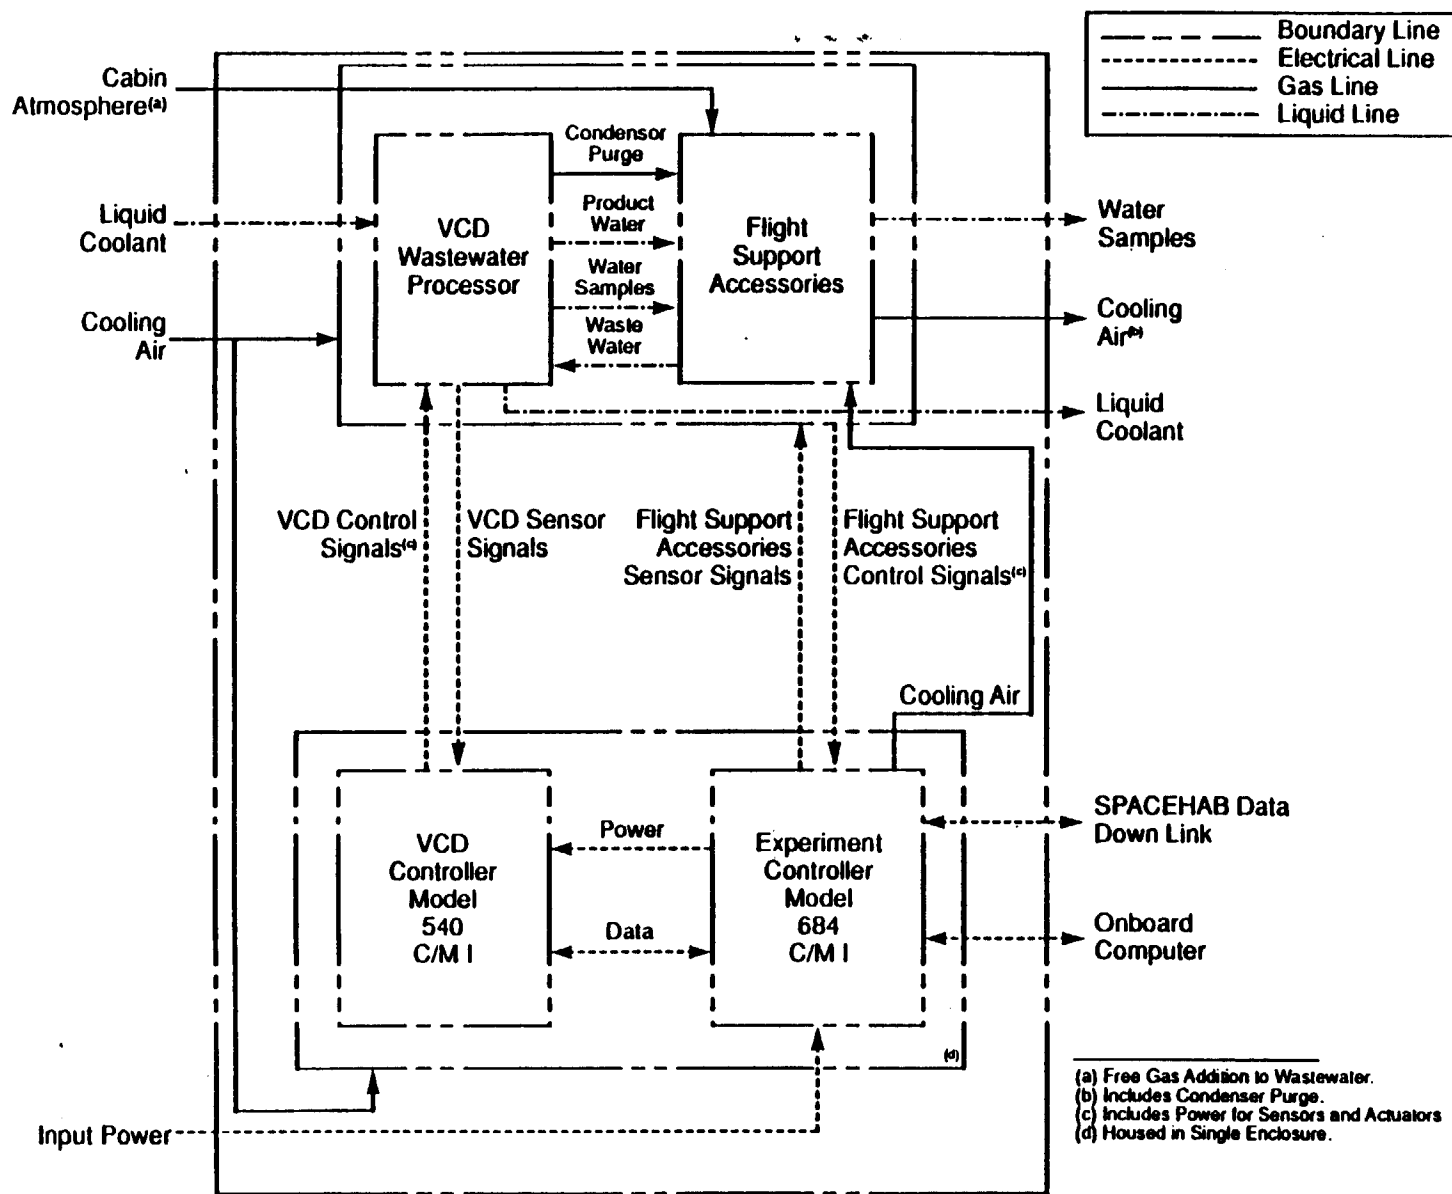 Boundary Line
Electrical Line
Gas Line
Liquid Line
Cabin
Atmosphere(a)
Liquid
Coolant
Cooling
Air
VCD
Wastewater
Processor
Condensor
Purge
Product
Water
Water
Samples
Waste
Water
Flight
Support
Accessories
Water
Samples
Cooling
Air(b)
Liquid
Coolant
VCD Control
Signals(c)
VCD Sensor
Signals
Flight Support
Accessories
Sensor Signals
Flight Support
Accessories
Control Signals(c)
Cooling Air
VCD
Controller
Model
540
C/M I
Power
Data
Experiment
Controller
Model
684
C/M I
SPACEHAB Data
Down Link
Onboard
Computer
(d)
Input Power
(a) Free Gas Addition to Wastewater.
(b) Includes Condenser Purge.
(c) Includes Power for Sensors and Actuators
(d) Housed in Single Enclosure.